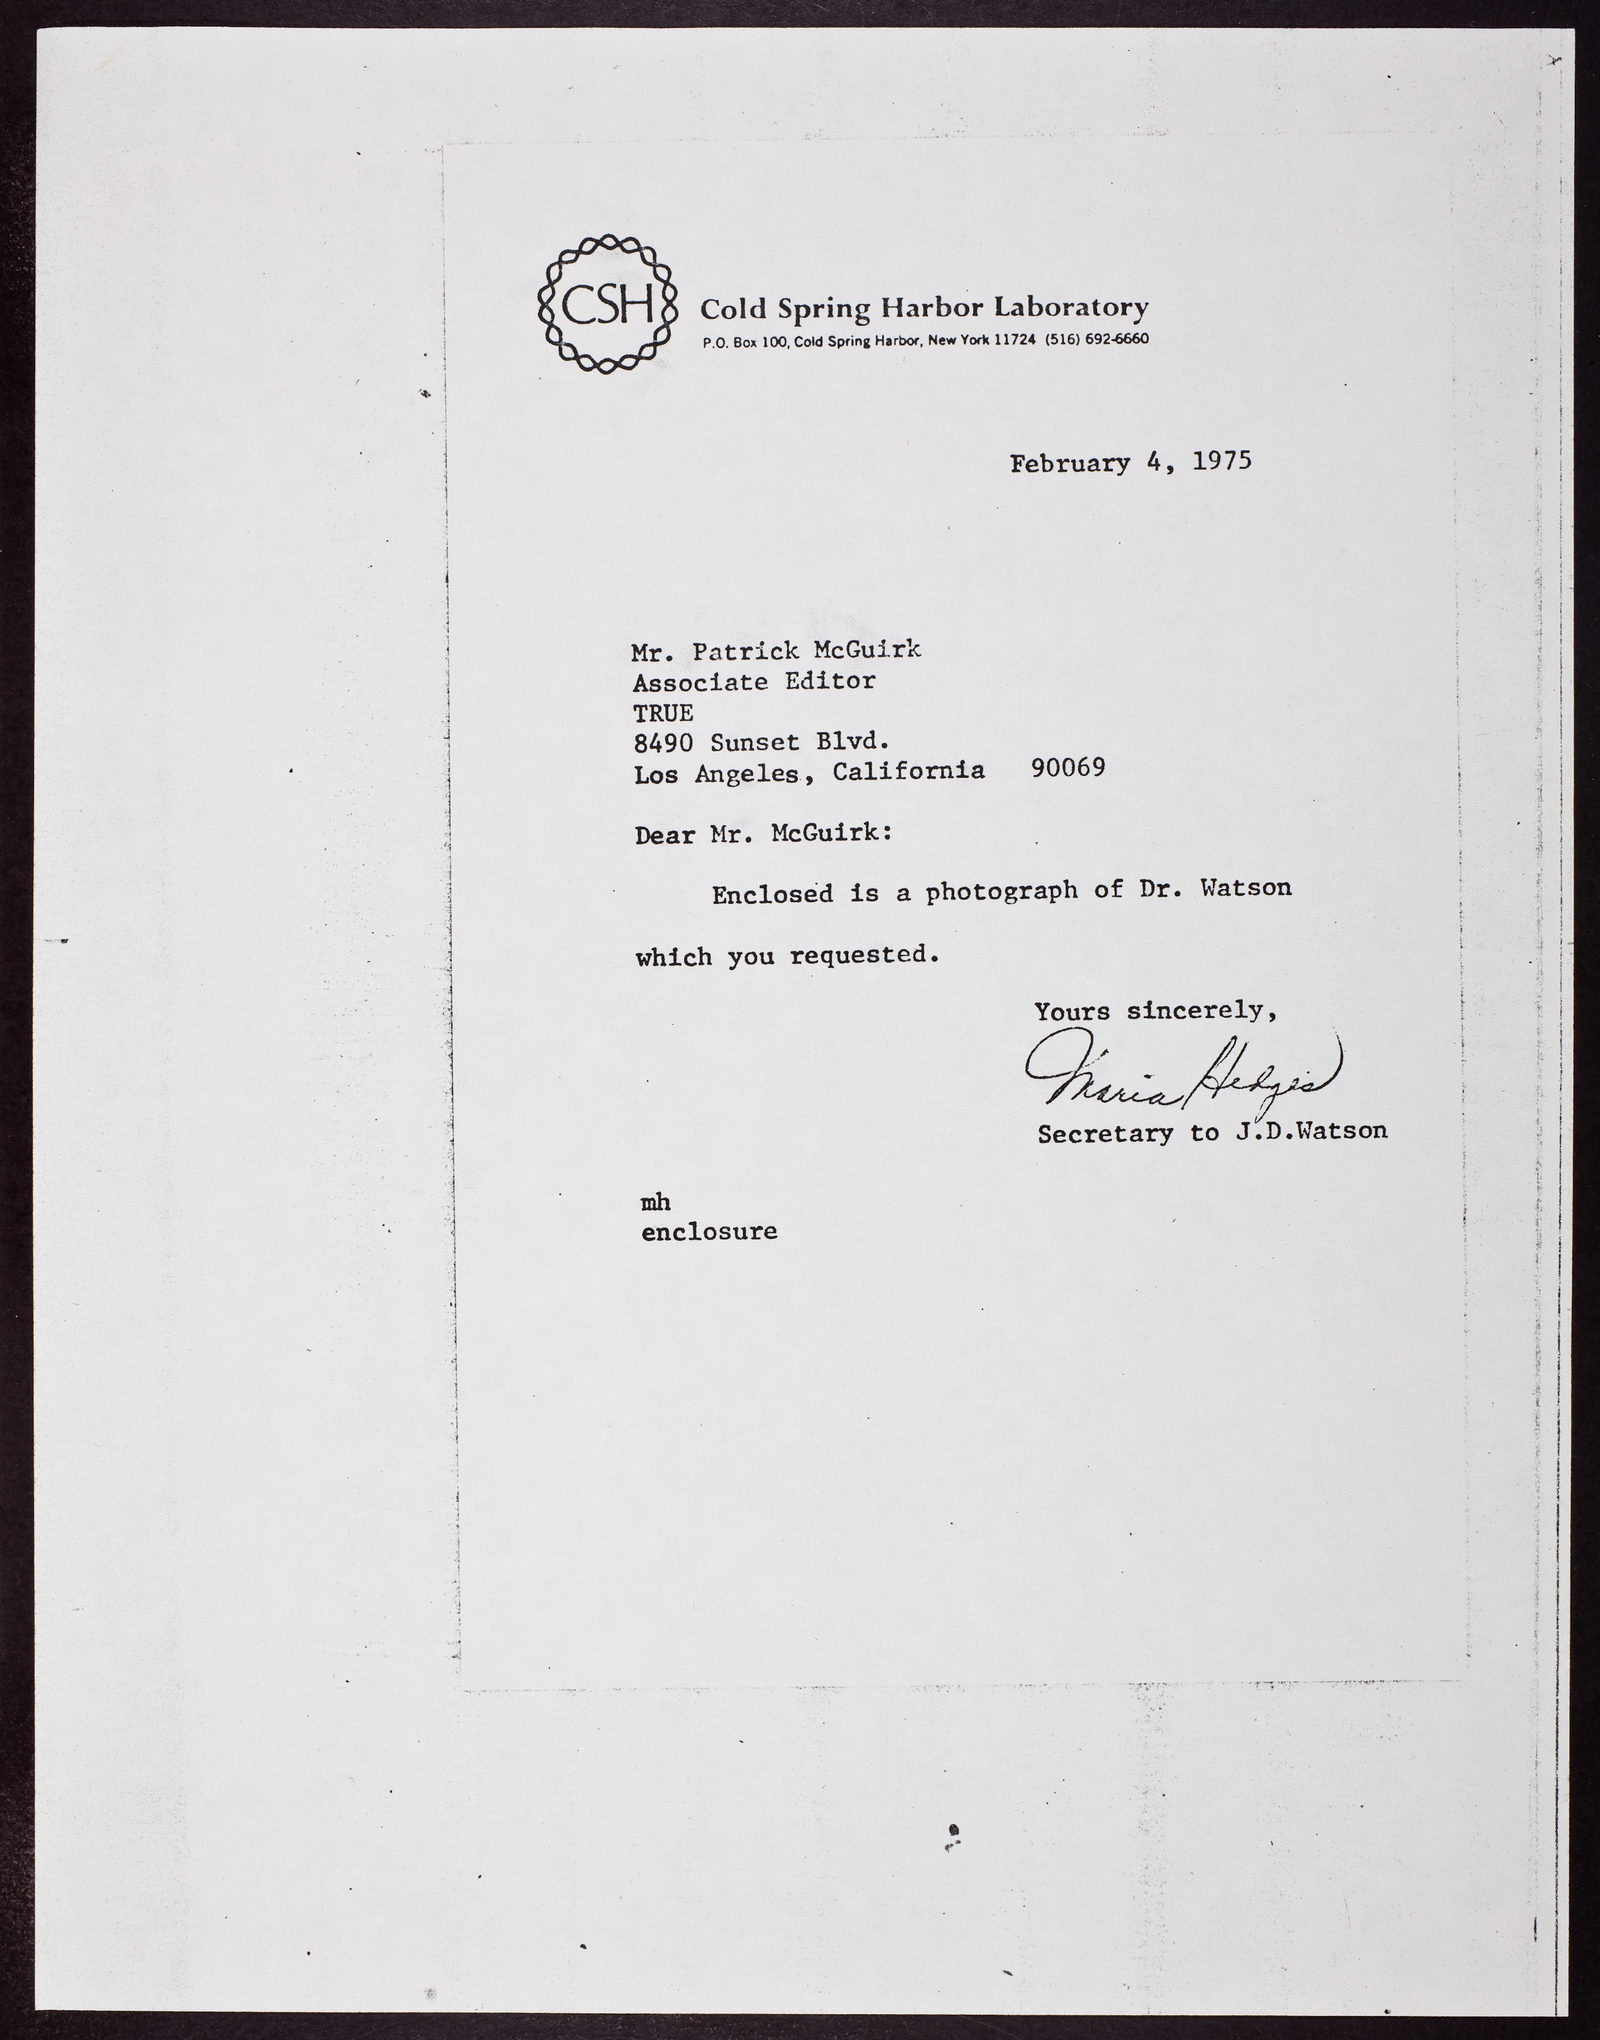 CSH
Cold Spring Harbor Laboratory
P.O. Box 100, Cold Spring Harbor, New York 11724 (516) 692-6660
February 4, 1975
Mr. Patrick McGuirk
Associate Editor
TRUE
8490 Sunset Blvd.
Los Angeles, California 90069
Dear Mr. McGuirk:
Enclosed is a photograph of Dr. Watson
which you requested.
Yours sincerely,
Maria Hedges
Secretary to J.D.Watson
mh
enclosure